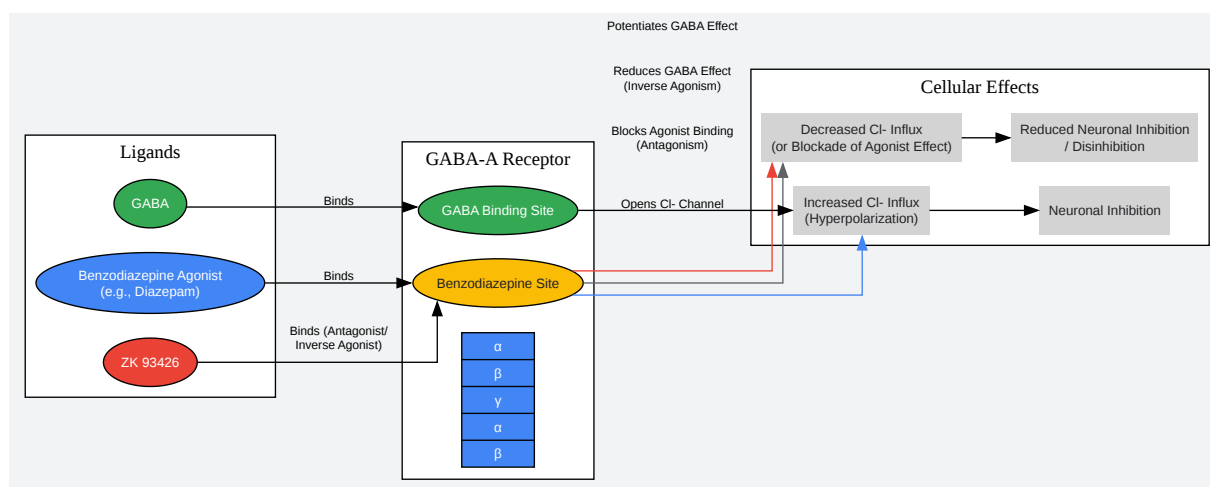 Potentiates GABA Effect
Reduces GABA Effect
(Inverse Agonism)
Blocks Agonist Binding
(Antagonism)
Ligands
GABA
Benzodiazepine Agonist
(e.g., Diazepam)
ZK 93426
Binds
Binds
Binds (Antagonist/
Inverse Agonist)
GABA-A Receptor
GABA Binding Site
Benzodiazepine Site
α
β
γ
α
β
Opens Cl- Channel
Cellular Effects
Decreased Cl- Influx
(or Blockade of Agonist Effect)
Reduced Neuronal Inhibition
/ Disinhibition
Increased Cl- Influx
(Hyperpolarization)
Neuronal Inhibition